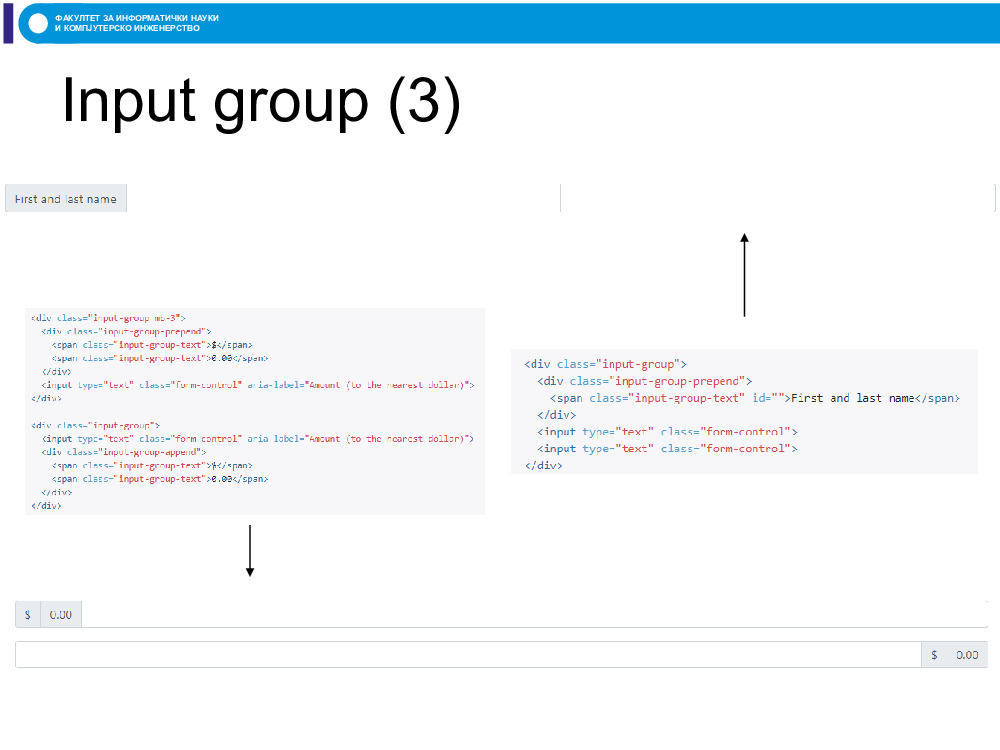 ФАКУЛТЕТ ЗА ИНФОРМАТИЧКИ НАУКИ
И КОМПЈУТЕРСКО ИНЖЕНЕРСТВО
Input group (3)
First and last name
<div class="input-group mb-3">
<div class="input-group-prepend">
<span class="input-group-text">$</span>
<span class="input-group-text">0.00</span>
</div>
<input type="text" class="form-control" aria-label="Amount (to the nearest dollar)">
</div>
<div class="input-group">
<input type="text" class="form-control" aria-label="Amount (to the nearest dollar)">
<div class="input-group-append">
<span class="input-group-text">$</span>
<span class="input-group-text">0.00</span>
</div>
</div>
<div class="input-group">
<div class="input-group-prepend">
<span class="input-group-text" id="">First and last name</span>
</div>
<input type="text" class="form-control">
<input type="text" class="form-control">
</div>
$ 0.00
$ 0.00